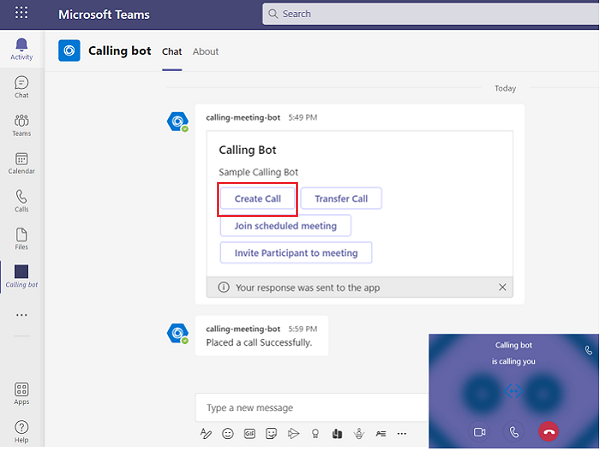 Microsoft Teams
Search
Activity
Chat
Teams
Calendar
Calls
Files
Calling bot
Apps
Help
Calling bot
Chat
About
Today
calling-meeting-bot 5:49 PM
Calling Bot
Sample Calling Bot
Create Call
Transfer Call
Join scheduled meeting
Invite Participant to meeting
Your response was sent to the app
calling-meeting-bot 5:59 PM
Placed a call Successfully.
Type a new message
GIF
Calling bot
is calling you